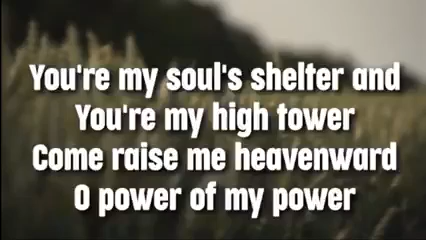 You're my soul's shelter and
You're my high tower
Come raise me heavenward
O power of my power